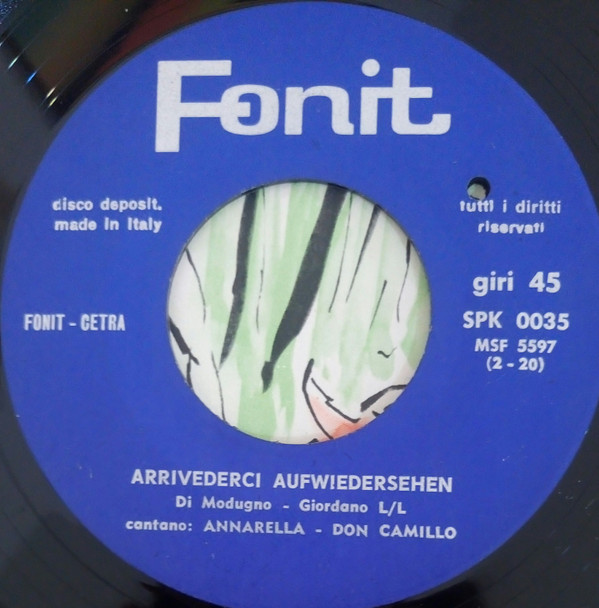 Fonit
disco deposit.
made in Italy
tutti i diritti
riservati
giri 45
FONIT - CETRA
SPK 0035
MSF 5597
(2 - 20)
ARRIVEDERCI AUFWIEDERSEHEN
Di Modugno - Giordano L/L
cantano: ANNARELLA - DON CAMILLO